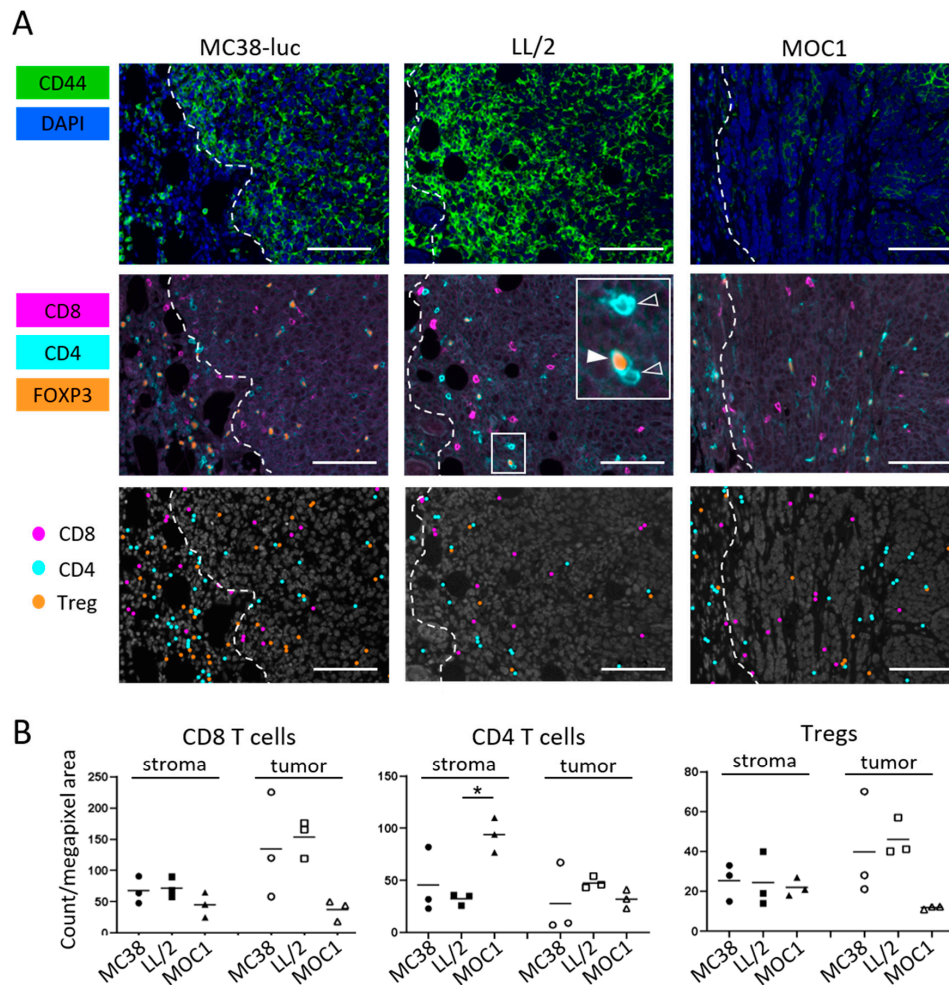 A
MC38-luc LL/2 MOC1
CD44
DAPI
CD8
CD4
FOXP3
CD8
CD4
Treg
B
CD8 T cells CD4 T cells Tregs
stroma tumor stroma tumor stroma tumor
Count/megapixel area
250
200
150
100
50
0
MC38 LL/2 MOC1 MC38 LL/2 MOC1
150
100
50
0
*
MC38 LL/2 MOC1 MC38 LL/2 MOC1
80
60
40
20
0
MC38 LL/2 MOC1 MC38 LL/2 MOC1